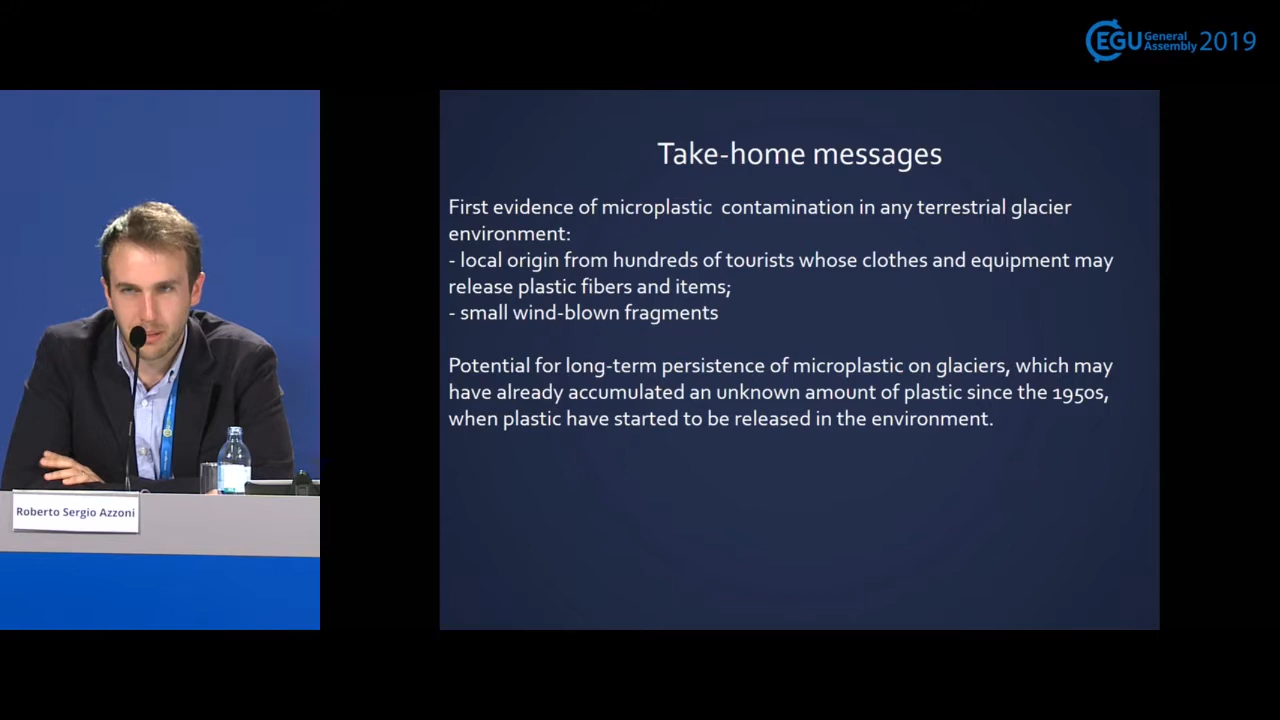 EGU General
Assembly 2019
Take-home messages
First evidence of microplastic contamination in any terrestrial glacier
environment:
- local origin from hundreds of tourists whose clothes and equipment may
release plastic fibers and items;
- small wind-blown fragments
Potential for long-term persistence of microplastic on glaciers, which may
have already accumulated an unknown amount of plastic since the 1950s,
when plastic have started to be released in the environment.
Roberto Sergio Azzoni